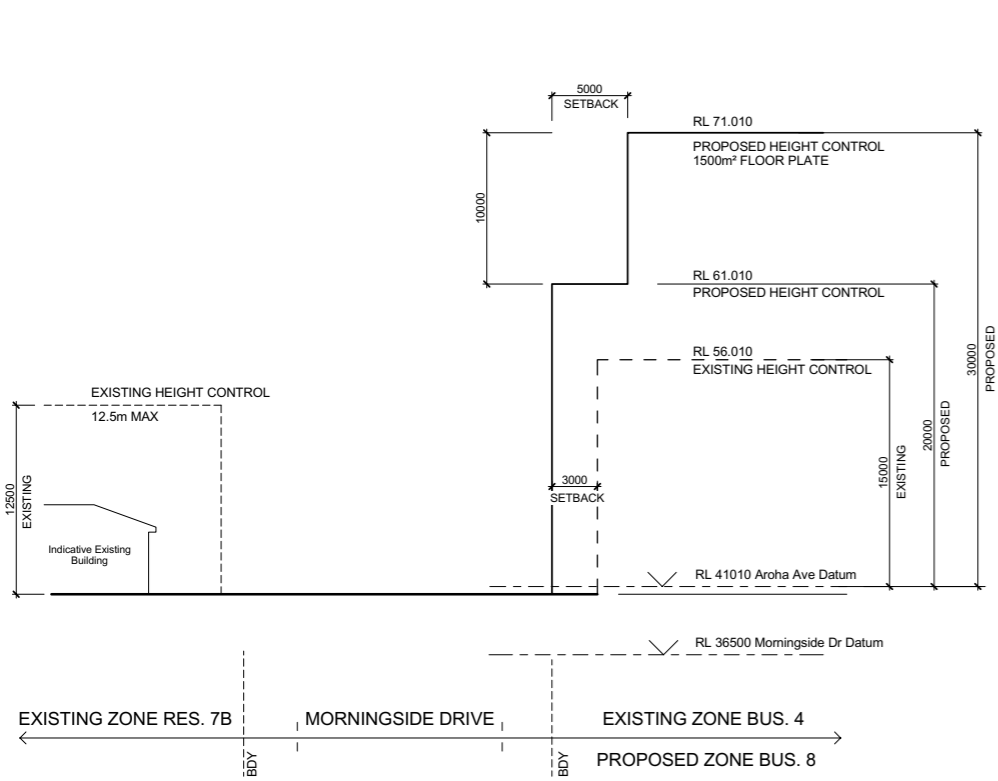 5000
SETBACK
RL 71.010
PROPOSED HEIGHT CONTROL
1500m² FLOOR PLATE
10000
RL 61.010
PROPOSED HEIGHT CONTROL
30000
PROPOSED
RL 56.010
EXISTING HEIGHT CONTROL
EXISTING HEIGHT CONTROL
12.5m MAX
20000
PROPOSED
15000
EXISTING
12500
EXISTING
3000
SETBACK
Indicative Existing
Building
RL 41010 Aroha Ave Datum
RL 36500 Morningside Dr Datum
EXISTING ZONE RES. 7B
MORNINGSIDE DRIVE
EXISTING ZONE BUS. 4
BDY
BDY
PROPOSED ZONE BUS. 8